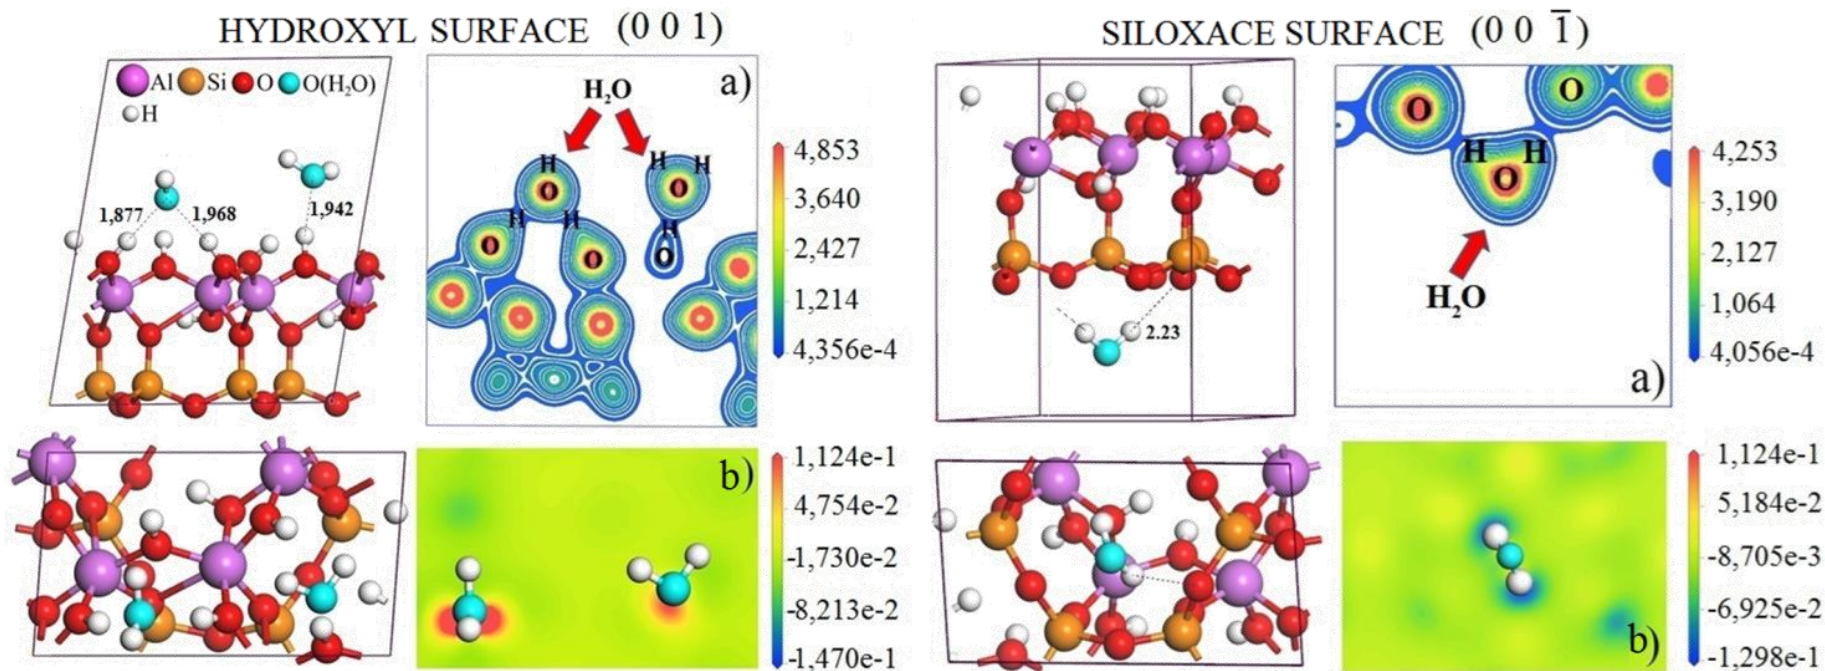 HYDROXYL SURFACE (0 0 1)
Al Si O O(H₂O)
H
1,877
1,968
1,942
a)
H₂O
H
H
H
O
O
H
H
H
O
O
O
4,853
3,640
2,427
1,214
4,356e-4
b)
1,124e-1
4,754e-2
-1,730e-2
-8,213e-2
-1,470e-1
SILOXACE SURFACE (0 0 1̅)
2.23
O
O
H
H
O
H₂O
a)
4,253
3,190
2,127
1,064
4,056e-4
b)
1,124e-1
5,184e-2
-8,705e-3
-6,925e-2
-1,298e-1